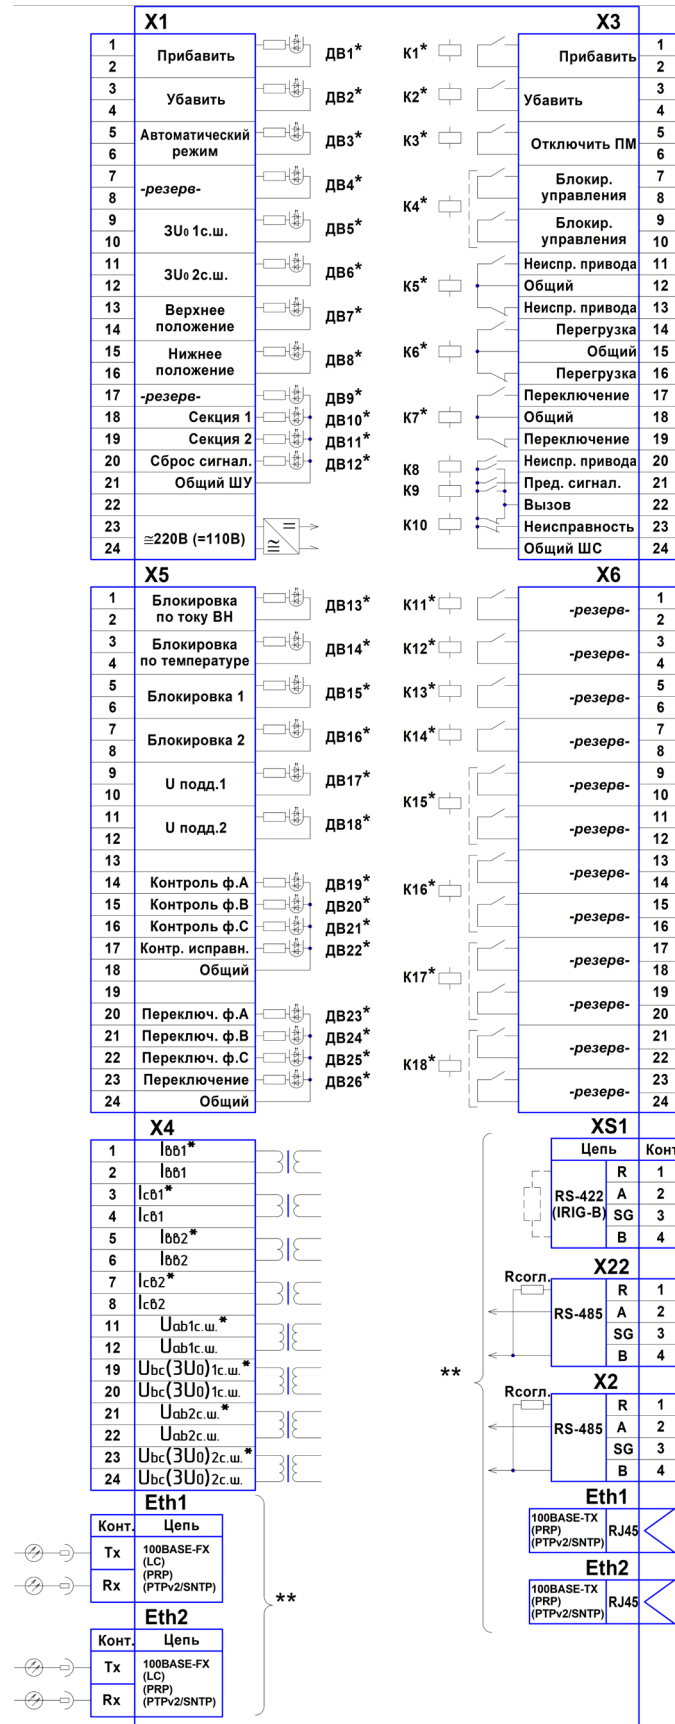 X1
1
Прибавить
2
ДВ1*
3
Убавить
4
ДВ2*
5
Автоматический
режим
6
ДВ3*
7
-резерв-
8
ДВ4*
9
3U0 1с.ш.
10
ДВ5*
11
3U0 2с.ш.
12
ДВ6*
13
Верхнее
положение
14
ДВ7*
15
Нижнее
положение
16
ДВ8*
17 -резерв- ДВ9*
18 Секция 1 ДВ10*
19 Секция 2 ДВ11*
20 Сброс сигнал. ДВ12*
21 Общий ШУ
22
23
≅220В (=110В)
24
X3
К1*
Прибавить
1
2
К2*
Убавить
3
4
К3*
Отключить ПМ
5
6
К4*
Блокир.
управления
7
8
Блокир.
управления
9
10
К5*
Неиспр. привода 11
Общий 12
Неиспр. привода 13
К6*
Перегрузка 14
Общий 15
Перегрузка 16
К7*
Переключение 17
Общий 18
Переключение 19
К8
Неиспр. привода 20
К9
Пред. сигнал. 21
Вызов 22
К10
Неисправность 23
Общий ШС 24
X5
1
Блокировка
по току ВН
2
ДВ13*
3
Блокировка
по температуре
4
ДВ14*
5
Блокировка 1
6
ДВ15*
7
Блокировка 2
8
ДВ16*
9
U подд.1
10
ДВ17*
11
U подд.2
12
ДВ18*
13
14 Контроль ф.А ДВ19*
15 Контроль ф.В ДВ20*
16 Контроль ф.С ДВ21*
17 Контр. исправн. ДВ22*
18 Общий
19
20 Переключ. ф.А ДВ23*
21 Переключ. ф.В ДВ24*
22 Переключ. ф.С ДВ25*
23 Переключение ДВ26*
24 Общий
X6
К11*
-резерв-
1
2
К12*
-резерв-
3
4
К13*
-резерв-
5
6
К14*
-резерв-
7
8
К15*
-резерв-
9
10
-резерв-
11
12
К16*
-резерв-
13
14
-резерв-
15
16
К17*
-резерв-
17
18
-резерв-
19
20
К18*
-резерв-
21
22
-резерв-
23
24
X4
1 Iвв1*
2 Iвв1
3 Iсв1*
4 Iсв1
5 Iвв2*
6 Iвв2
7 Iсв2*
8 Iсв2
11 Uab1с.ш.*
12 Uab1с.ш.
19 Ubc(3U0)1с.ш.*
20 Ubc(3U0)1с.ш.
21 Uab2с.ш.*
22 Uab2с.ш.
23 Ubc(3U0)2с.ш.*
24 Ubc(3U0)2с.ш.
Eth1
Конт. Цепь
Tx
Rx
100BASE-FX
(LC)
(PRP)
(PTPv2/SNTP)
**
Eth2
Конт. Цепь
Tx
Rx
100BASE-FX
(LC)
(PRP)
(PTPv2/SNTP)
**
XS1
Цепь Конт
RS-422
(IRIG-B)
R 1
A 2
SG 3
B 4
X22
Rсогл.
RS-485
R 1
A 2
SG 3
B 4
X2
Rсогл.
RS-485
R 1
A 2
SG 3
B 4
Eth1
100BASE-TX
(PRP)
(PTPv2/SNTP)
RJ45
Eth2
100BASE-TX
(PRP)
(PTPv2/SNTP)
RJ45